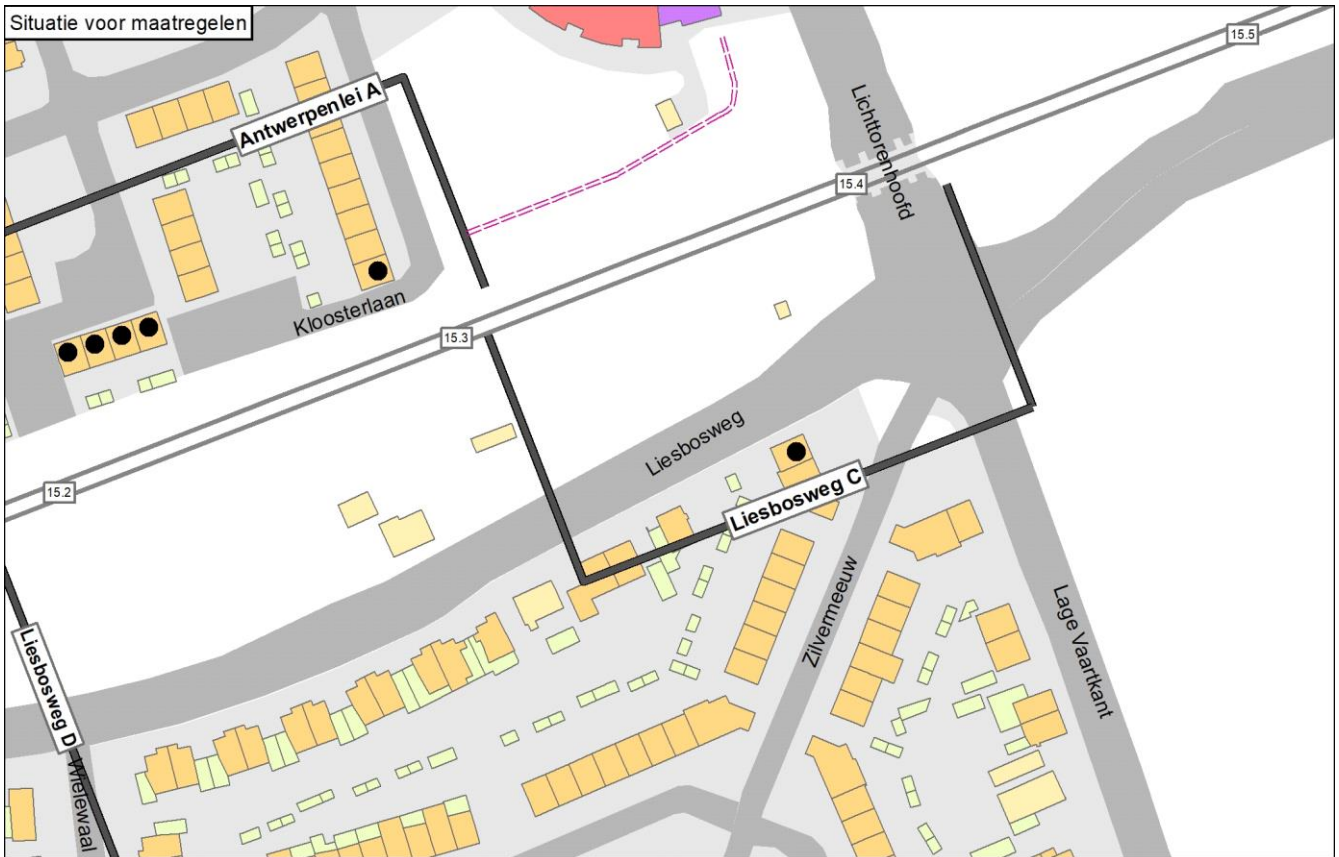 Situatie voor maatregelen
15.5
Antwerpenlei A
Lichttorenhoofd
15.4
Kloosterlaan
15.3
Liesbosweg
15.2
Liesbosweg C
Zilvermeeuw
Lage Vaartkant
Liesbosweg D
Wielewaal